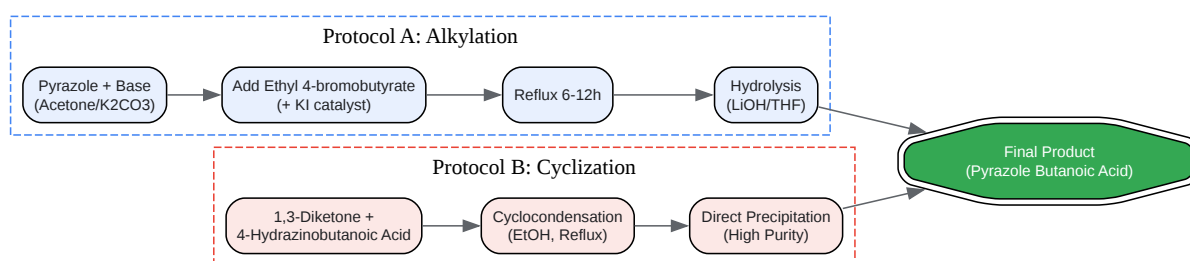 Protocol A: Alkylation
Pyrazole + Base
(Acetone/K2CO3)
Add Ethyl 4-bromobutyrate
(+ KI catalyst)
Reflux 6-12h
Hydrolysis
(LiOH/THF)
Protocol B: Cyclization
1,3-Diketone +
4-Hydrazinobutanoic Acid
Cyclocondensation
(EtOH, Reflux)
Direct Precipitation
(High Purity)
Final Product
(Pyrazole Butanoic Acid)